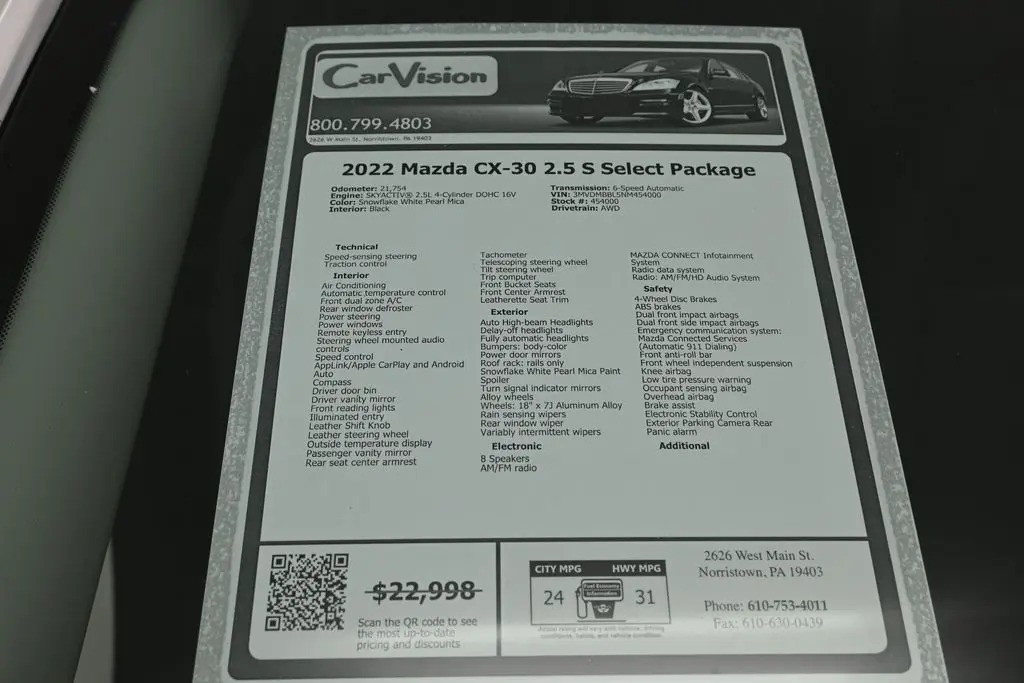 CarVision
800.799.4803
2626 W Main St, Norristown, PA 19403
2022 Mazda CX-30 2.5 S Select Package
Odometer: 21,754
Engine: SKYACTIV® 2.5L 4-Cylinder DOHC 16V
Color: Snowflake White Pearl Mica
Interior: Black
Transmission: 6-Speed Automatic
VIN: 3MVDMBBL5NM454000
Stock #: 454000
Drivetrain: AWD
Technical
Speed-sensing steering
Traction control
Interior
Air Conditioning
Automatic temperature control
Front dual zone A/C
Rear window defroster
Power steering
Power windows
Remote keyless entry
Steering wheel mounted audio
controls
Speed control
AppLink/Apple CarPlay and Android
Auto
Compass
Driver door bin
Driver vanity mirror
Front reading lights
Illuminated entry
Leather Shift Knob
Leather steering wheel
Outside temperature display
Passenger vanity mirror
Rear seat center armrest
Tachometer
Telescoping steering wheel
Tilt steering wheel
Trip computer
Front Bucket Seats
Front Center Armrest
Leatherette Seat Trim
Exterior
Auto High-beam Headlights
Delay-off headlights
Fully automatic headlights
Bumpers: body-color
Power door mirrors
Roof rack: rails only
Snowflake White Pearl Mica Paint
Spoiler
Turn signal indicator mirrors
Alloy wheels
Wheels: 18" x 7J Aluminum Alloy
Rain sensing wipers
Rear window wiper
Variably intermittent wipers
Electronic
8 Speakers
AM/FM radio
MAZDA CONNECT Infotainment
System
Radio data system
Radio: AM/FM/HD Audio System
Safety
4-Wheel Disc Brakes
ABS brakes
Dual front impact airbags
Dual front side impact airbags
Emergency communication system:
Mazda Connected Services
(Automatic 911 Dialing)
Front anti-roll bar
Front wheel independent suspension
Knee airbag
Low tire pressure warning
Occupant sensing airbag
Overhead airbag
Brake assist
Electronic Stability Control
Exterior Parking Camera Rear
Panic alarm
Additional
$22,998
Scan the QR code to see
the most up-to-date
pricing and discounts
CITY MPG
HWY MPG
Fuel Economy
Information
24
31
Actual rating will vary with options, driving
conditions, habits, and vehicle condition.
2626 West Main St.
Norristown, PA 19403
Phone: 610-753-4011
Fax: 610-630-0439